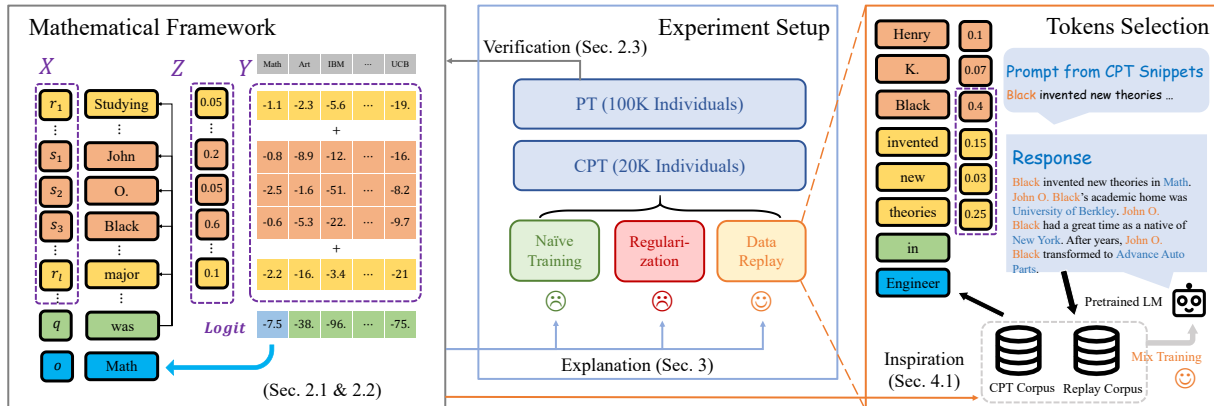 Mathematical Framework
X Z Y
Math Art IBM ... UCB
r1 Studying 0.05 -1.1 -2.3 -5.6 ... -19.
⋮ ⋮ ⋮ +
s1 John 0.2 -0.8 -8.9 -12. ... -16.
s2 O. 0.05 -2.5 -1.6 -51. ... -8.2
s3 Black 0.6 -0.6 -5.3 -22. ... -9.7
⋮ ⋮ ⋮ +
rl major 0.1 -2.2 -16. -3.4 ... -21
⋮ ⋮ ⋮
q was Logit -7.5 -38. -96. ... -75.
o Math
(Sec. 2.1 & 2.2)
Verification (Sec. 2.3)
Experiment Setup
PT (100K Individuals)
CPT (20K Individuals)
Naïve
Training
Regulari-
zation
Data
Replay
Explanation (Sec. 3)
Tokens Selection
Henry 0.1
K. 0.07
Black 0.4
invented 0.15
new 0.03
theories 0.25
in
Engineer
Prompt from CPT Snippets
Black invented new theories ...
Response
Black invented new theories in Math.
John O. Black's academic home was
University of Berkley. John O.
Black had a great time as a native of
New York. After years, John O.
Black transformed to Advance Auto
Parts.
Pretrained LM
Inspiration
(Sec. 4.1)
CPT Corpus
Replay Corpus
Mix Training